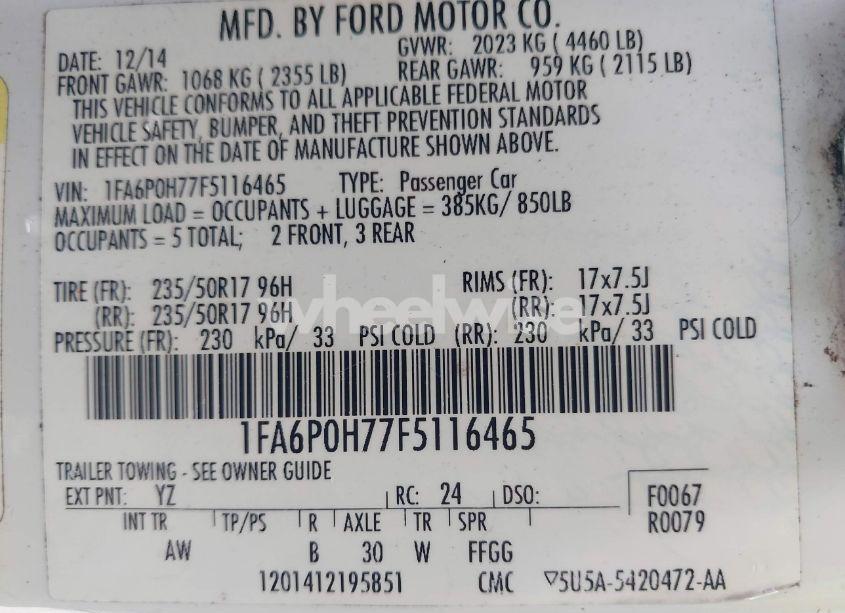 MFD. BY FORD MOTOR CO.
DATE: 12/14 GVWR: 2023 KG ( 4460 LB)
FRONT GAWR: 1068 KG ( 2355 LB) REAR GAWR: 959 KG ( 2115 LB)
THIS VEHICLE CONFORMS TO ALL APPLICABLE FEDERAL MOTOR
VEHICLE SAFETY, BUMPER, AND THEFT PREVENTION STANDARDS
IN EFFECT ON THE DATE OF MANUFACTURE SHOWN ABOVE.
VIN: 1FA6P0H77F5116465 TYPE: Passenger Car
MAXIMUM LOAD = OCCUPANTS + LUGGAGE = 385KG/ 850LB
OCCUPANTS = 5 TOTAL; 2 FRONT, 3 REAR
TIRE (FR): 235/50R17 96H RIMS (FR): 17x7.5J
(RR): 235/50R17 96H (RR): 17x7.5J
PRESSURE (FR): 230 kPa/ 33 PSI COLD (RR): 230 kPa/ 33 PSI COLD
1FA6P0H77F5116465
TRAILER TOWING - SEE OWNER GUIDE
EXT PNT: YZ RC: 24 DSO: F0067
INT TR TP/PS R AXLE TR SPR R0079
AW B 30 W FFGG
1201412195851 CMC 5U5A-5420472-AA